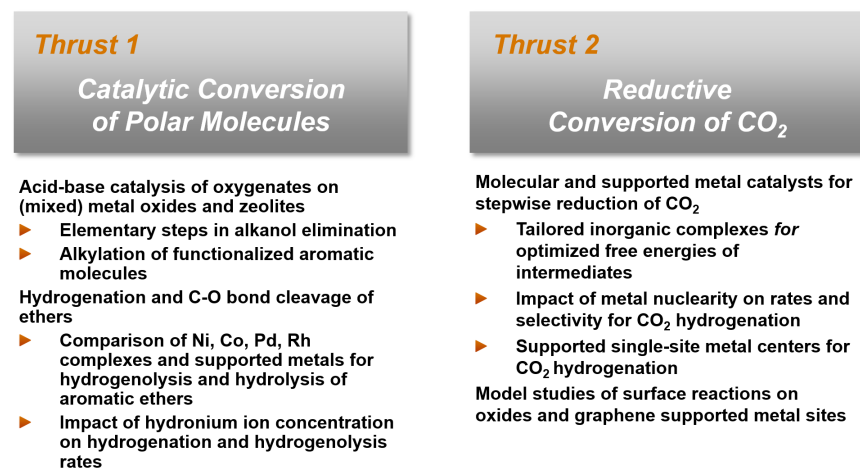 Thrust 1
Catalytic Conversion
of Polar Molecules
Acid-base catalysis of oxygenates on
(mixed) metal oxides and zeolites
Elementary steps in alkanol elimination
Alkylation of functionalized aromatic
molecules
Hydrogenation and C-O bond cleavage of
ethers
Comparison of Ni, Co, Pd, Rh
complexes and supported metals for
hydrogenolysis and hydrolysis of
aromatic ethers
Impact of hydronium ion concentration
on hydrogenation and hydrogenolysis
rates
Thrust 2
Reductive
Conversion of CO2
Molecular and supported metal catalysts for
stepwise reduction of CO2
Tailored inorganic complexes for
optimized free energies of
intermediates
Impact of metal nuclearity on rates and
selectivity for CO2 hydrogenation
Supported single-site metal centers for
CO2 hydrogenation
Model studies of surface reactions on
oxides and graphene supported metal sites